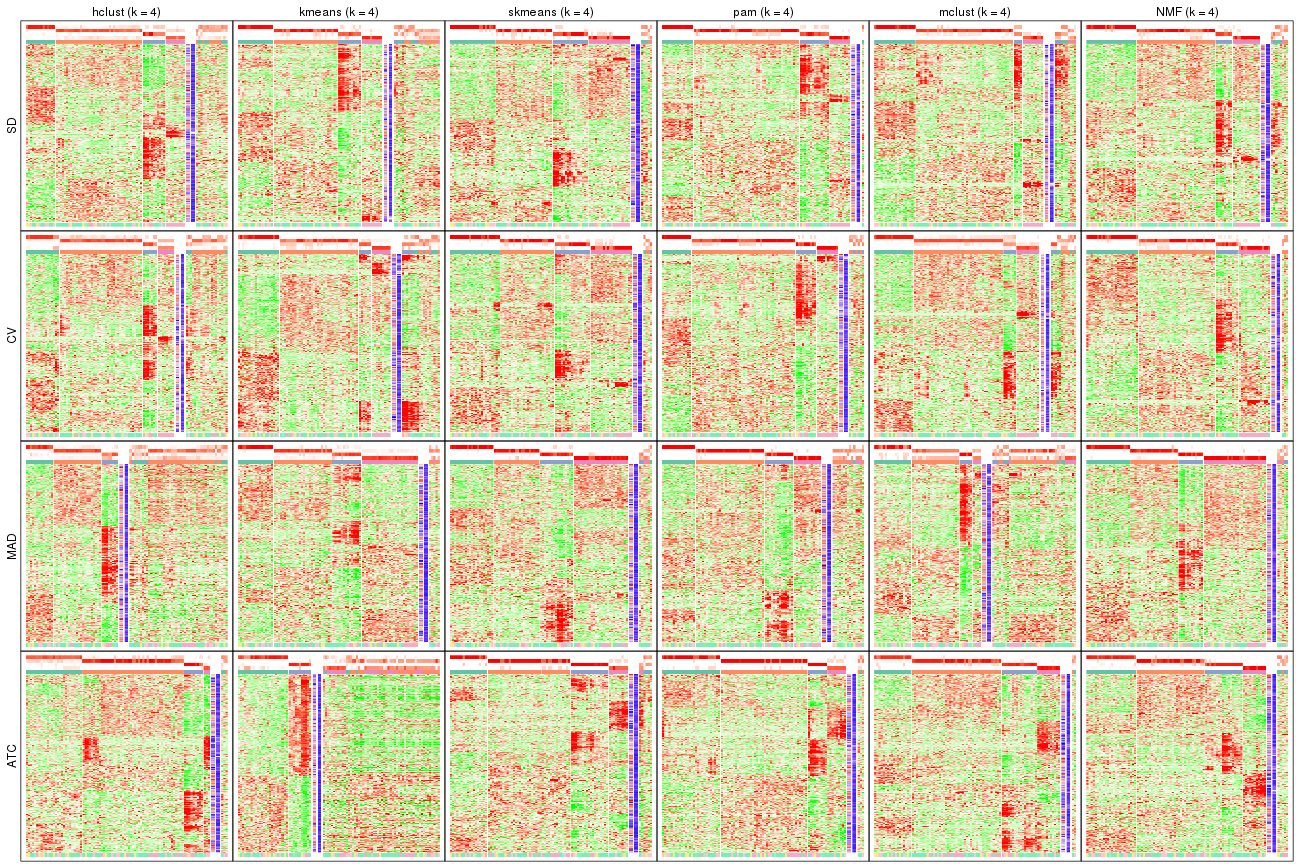 hclust (k = 4)
kmeans (k = 4)
skmeans (k = 4)
pam (k = 4)
mclust (k = 4)
NMF (k = 4)
SD
CV
MAD
ATC